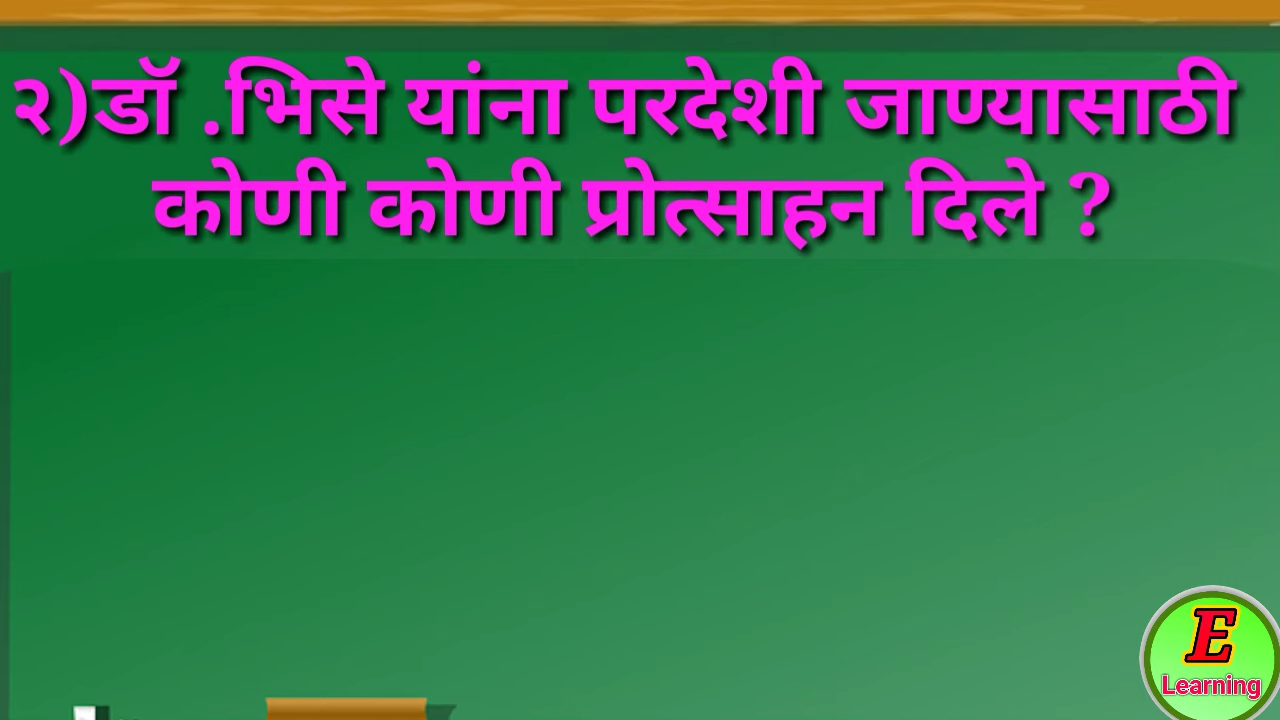 २)डॉ .भिसे यांना परदेशी जाण्यासाठी
कोणी कोणी प्रोत्साहन दिले ?
E
Learning